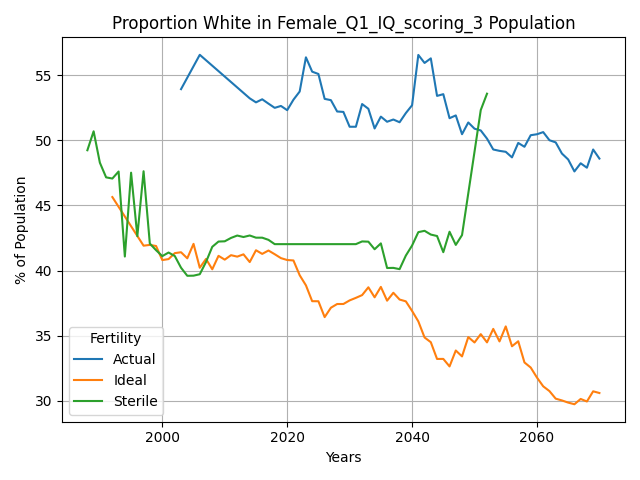 Proportion White in Female_Q1_IQ_scoring_3 Population
% of Population
55
50
45
40
35
30
Fertility
Actual
Ideal
Sterile
2000
2020
2040
2060
Years